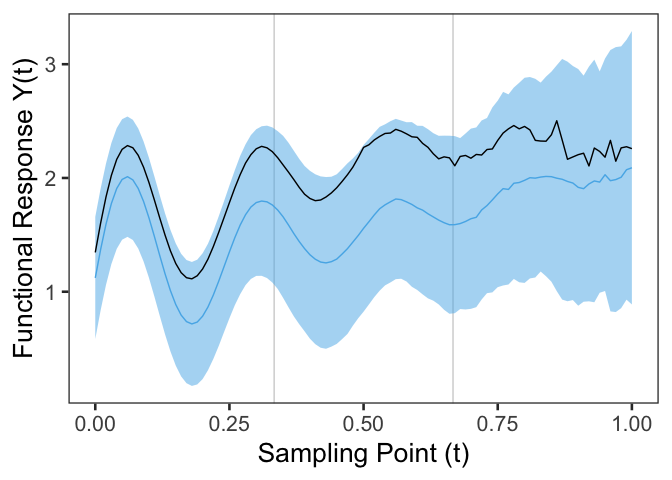 Functional Response Y(t)
3
2
1
0.00 0.25 0.50 0.75 1.00
Sampling Point (t)